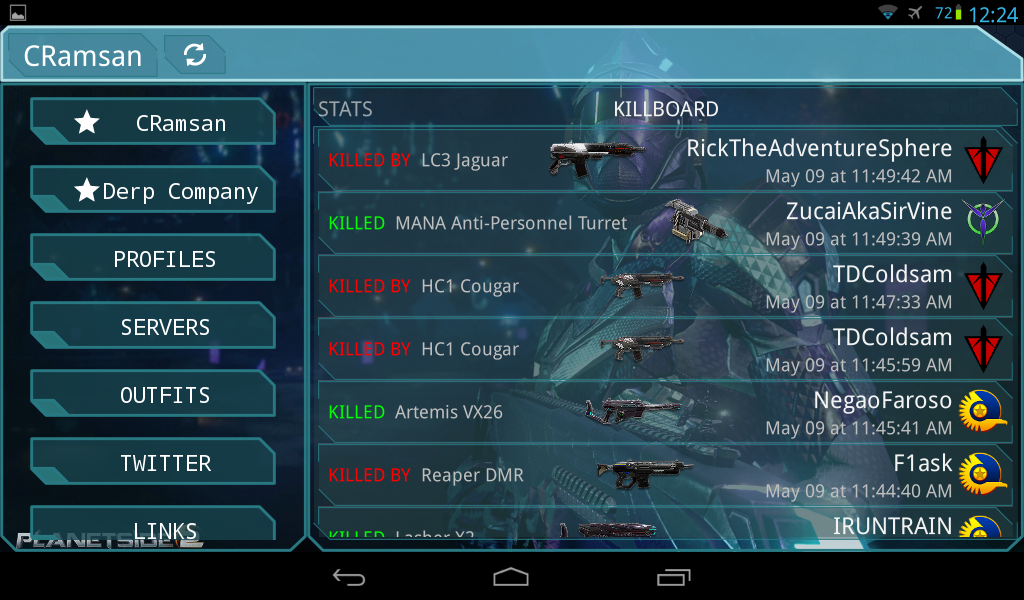 72 12:24
CRamsan
CRamsan
Derp Company
PROFILES
SERVERS
OUTFITS
TWITTER
LINKS
PLANETSIDE 2
STATS KILLBOARD
KILLED BY LC3 Jaguar RickTheAdventureSphere
May 09 at 11:49:42 AM
KILLED MANA Anti-Personnel Turret ZucaiAkaSirVine
May 09 at 11:49:39 AM
KILLED BY HC1 Cougar TDColdsam
May 09 at 11:47:33 AM
KILLED BY HC1 Cougar TDColdsam
May 09 at 11:45:59 AM
KILLED Artemis VX26 NegaoFaroso
May 09 at 11:45:41 AM
KILLED BY Reaper DMR F1ask
May 09 at 11:44:40 AM
IRUNTRAIN
KILLED Lasher X2